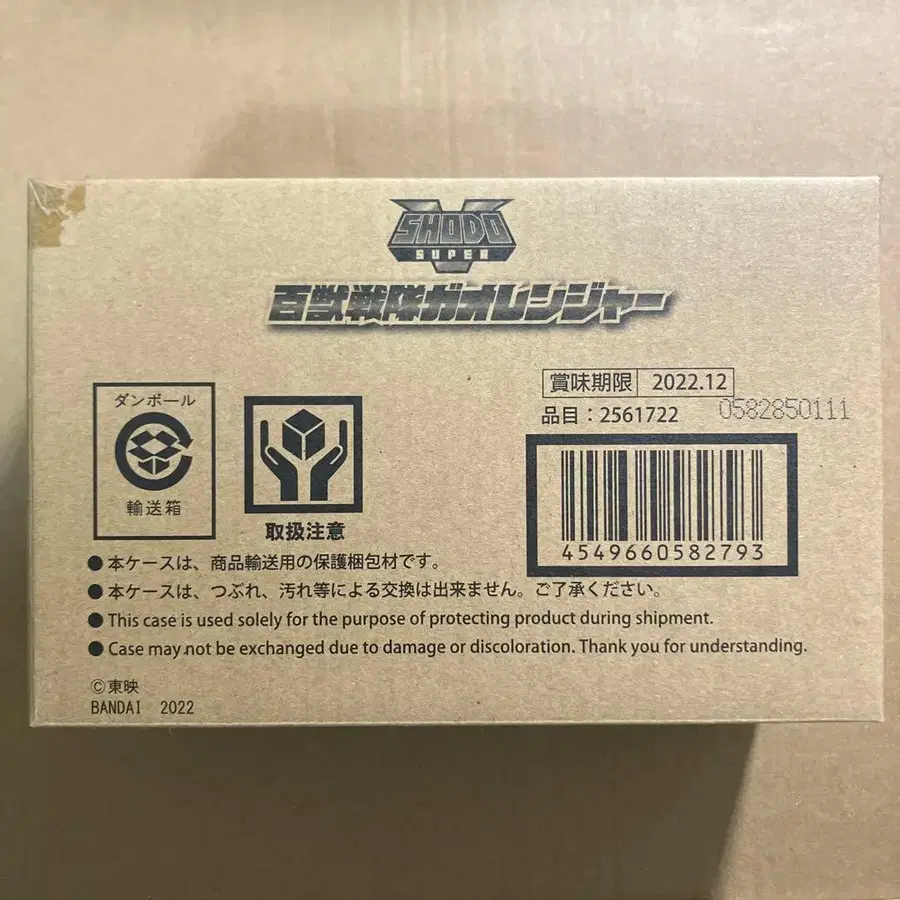 SHODO
SUPER
百獣戦隊ガオレンジャー
賞味期限 2022.12
品目：2561722 0582850111
ダンボール
輸送箱
取扱注意
4549660582793
●本ケースは、商品輸送用の保護梱包材です。
●本ケースは、つぶれ、汚れ等による交換は出来ません。ご了承ください。
●This case is used solely for the purpose of protecting product during shipment.
●Case may not be exchanged due to damage or discoloration. Thank you for understanding.
©東映
BANDAI 2022